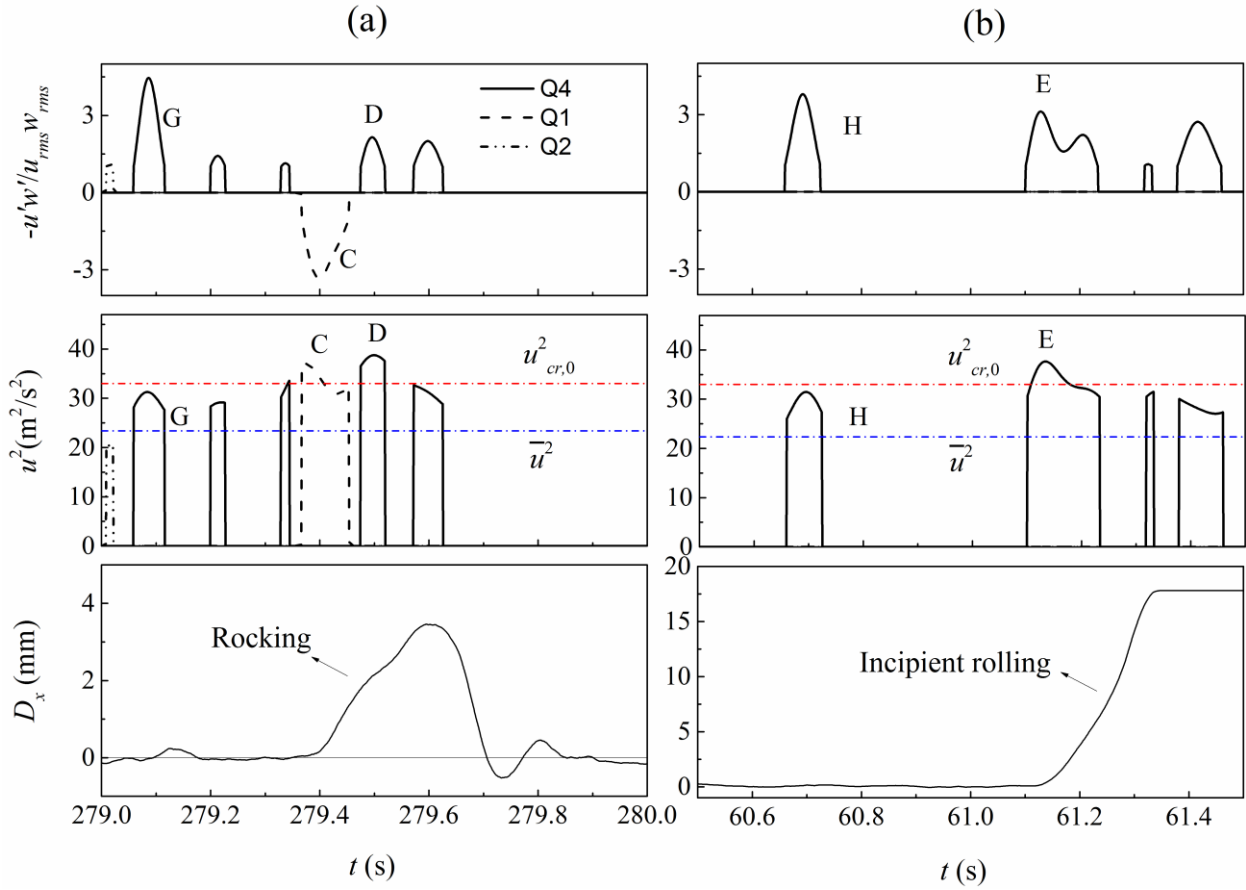 (a)
(b)
-u'w'/u_rms w_rms
3
0
-3
G
D
C
Q4
Q1
Q2
3
0
-3
H
E
u²(m²/s²)
40
30
20
10
0
G
C
D
u²_cr,0
ū²
40
30
20
10
0
H
E
u²_cr,0
ū²
D_x (mm)
4
2
0
Rocking
279.0 279.2 279.4 279.6 279.8 280.0
t (s)
20
15
10
5
0
Incipient rolling
60.6 60.8 61.0 61.2 61.4
t (s)